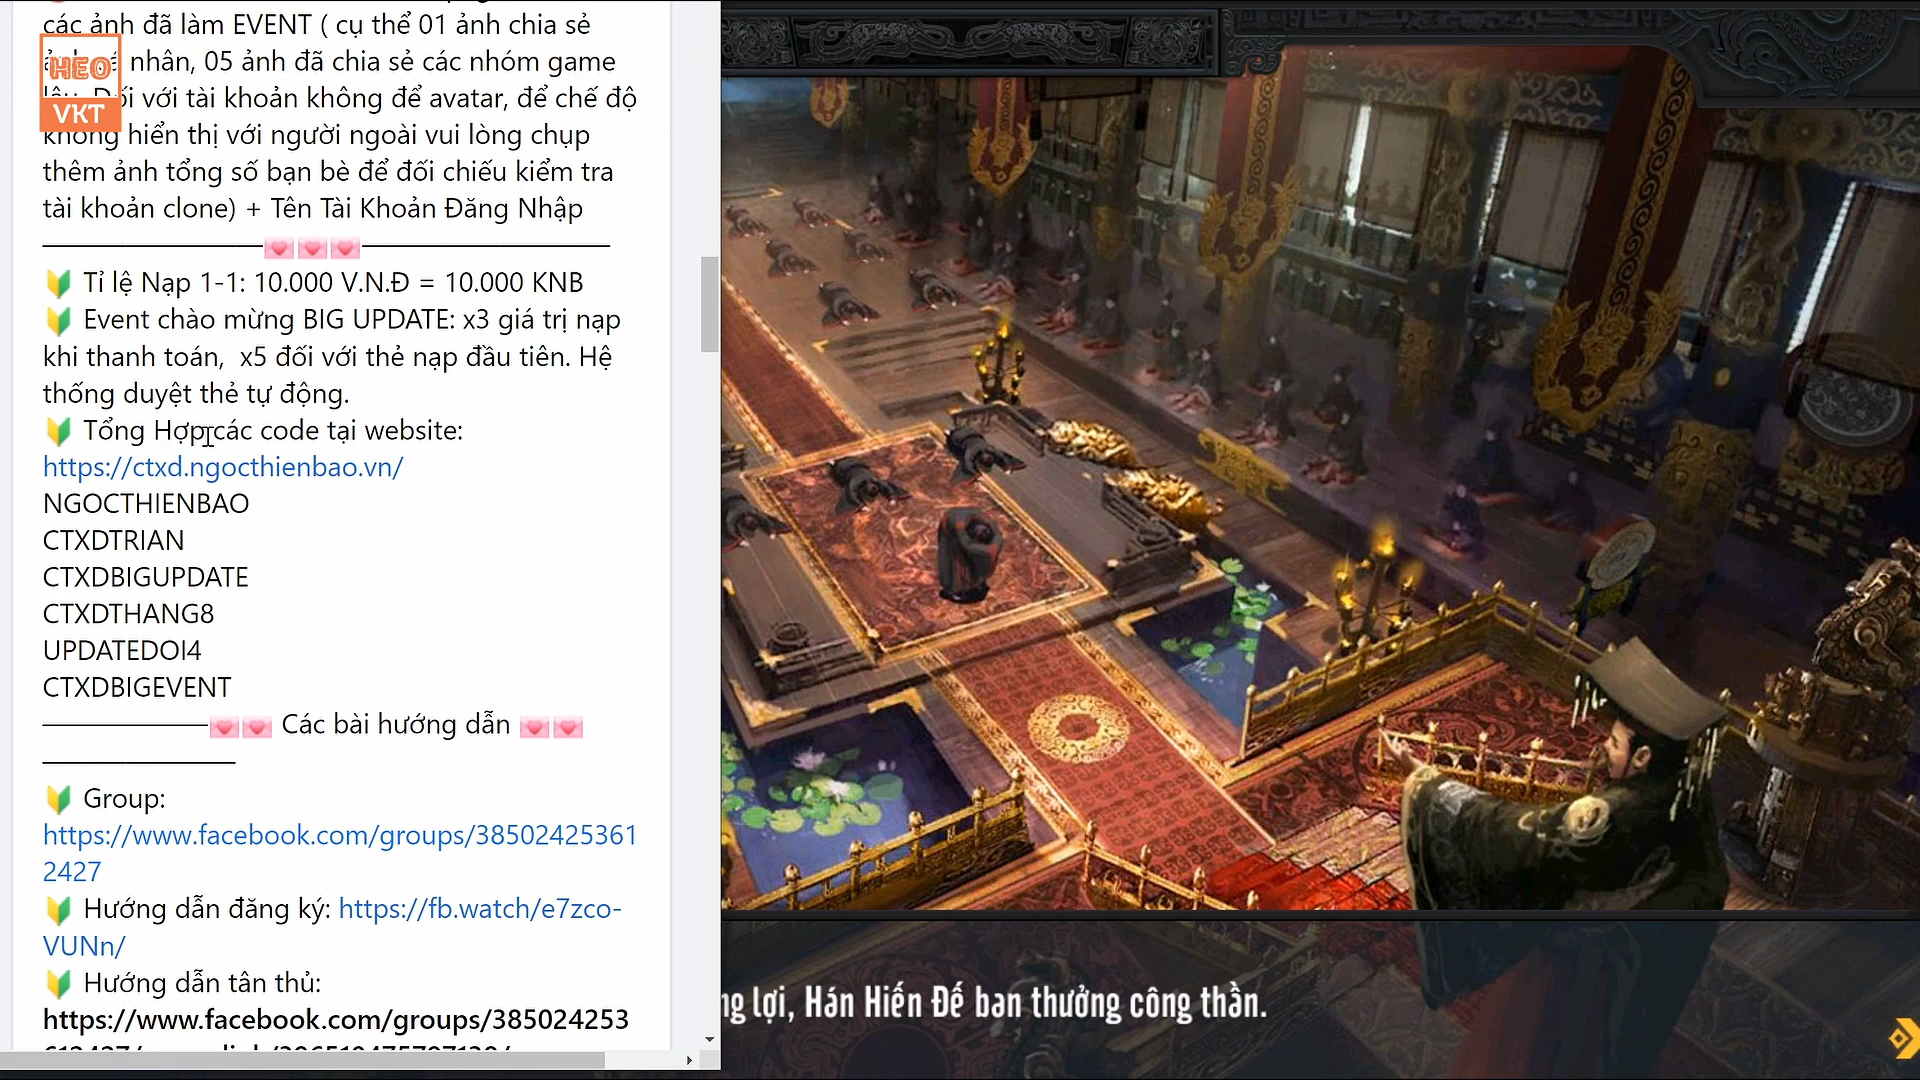 các ảnh đã làm EVENT ( cụ thể 01 ảnh chia sẻ
nhân, 05 ảnh đã chia sẻ các nhóm game
HEO
với tài khoản không để avatar, để chế độ
VKT
không hiển thị với người ngoài vui lòng chụp
thêm ảnh tổng số bạn bè để đối chiếu kiểm tra
tài khoản clone) + Tên Tài Khoản Đăng Nhập
Tỉ lệ Nạp 1-1: 10.000 V.N.Đ = 10.000 KNB
Event chào mừng BIG UPDATE: x3 giá trị nạp
khi thanh toán, x5 đối với thẻ nạp đầu tiên. Hệ
thống duyệt thẻ tự động.
Tổng Hợp các code tại website:
https://ctxd.ngocthienbao.vn/
NGOCTHIENBAO
CTXDTRIAN
CTXDBIGUPDATE
CTXDTHANG8
UPDATEDOI4
CTXDBIGEVENT
Các bài hướng dẫn
Group:
https://www.facebook.com/groups/38502425361
2427
Hướng dẫn đăng ký: https://fb.watch/e7zco-
VUNn/
Hướng dẫn tân thủ:
https://www.facebook.com/groups/385024253
lợi, Hán Hiến Đế ban thưởng công thần.